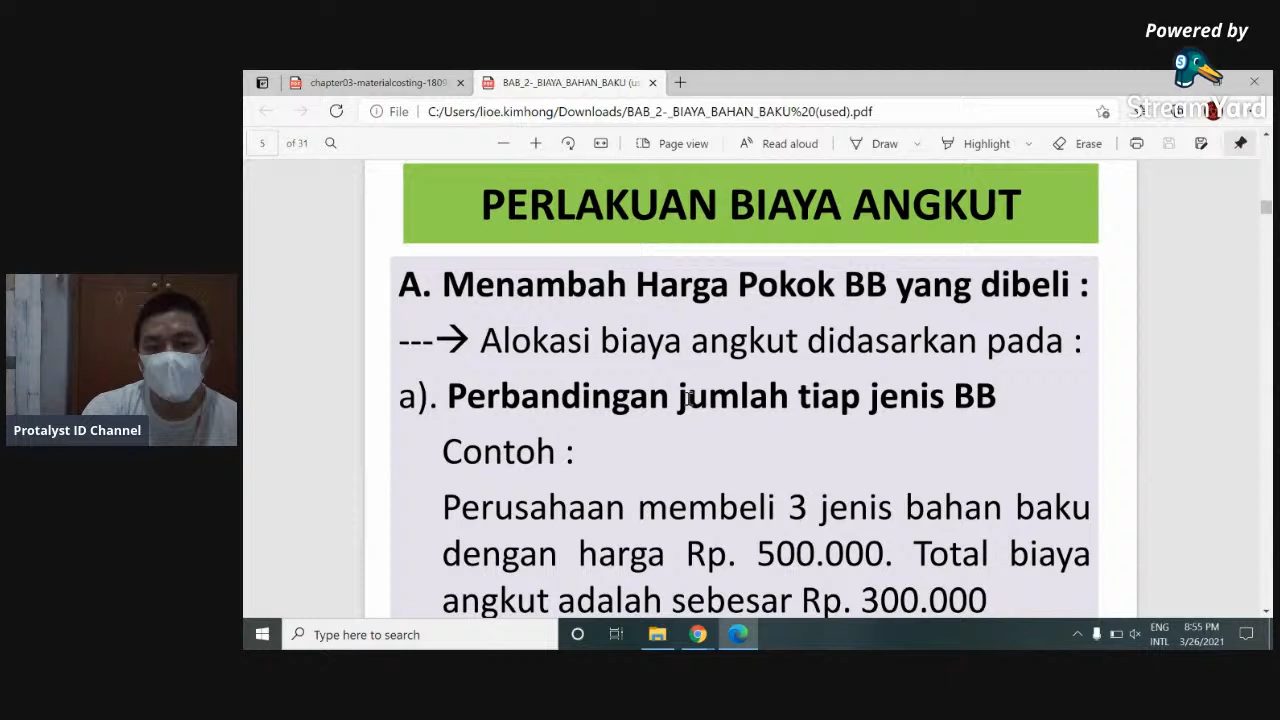 Powered by
StreamYard
chapter03-materialcosting-1809
BAB_2-_BIAYA_BAHAN_BAKU (us
File
C:/Users/lioe.kimhong/Downloads/BAB_2-_BIAYA_BAHAN_BAKU%20(used).pdf
5 of 31
Page view
Read aloud
Draw
Highlight
Erase
PERLAKUAN BIAYA ANGKUT
A. Menambah Harga Pokok BB yang dibeli :
---→ Alokasi biaya angkut didasarkan pada :
a). Perbandingan jumlah tiap jenis BB
Contoh :
Perusahaan membeli 3 jenis bahan baku
dengan harga Rp. 500.000. Total biaya
angkut adalah sebesar Rp. 300.000
Protalyst ID Channel
Type here to search
ENG
INTL
8:55 PM
3/26/2021